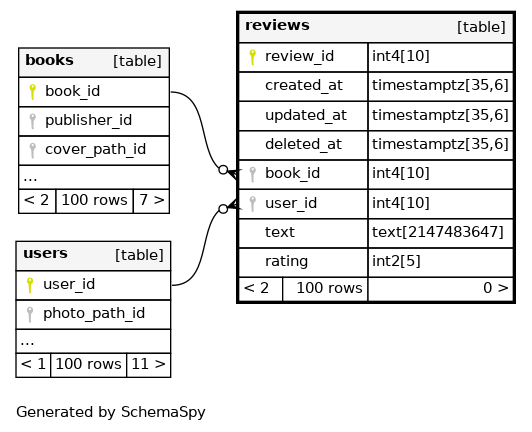 books [table]
book_id
publisher_id
cover_path_id
...
< 2 100 rows 7 >
users [table]
user_id
photo_path_id
...
< 1 100 rows 11 >
reviews [table]
review_id int4[10]
created_at timestamptz[35,6]
updated_at timestamptz[35,6]
deleted_at timestamptz[35,6]
book_id int4[10]
user_id int4[10]
text text[2147483647]
rating int2[5]
< 2 100 rows 0 >
Generated by SchemaSpy